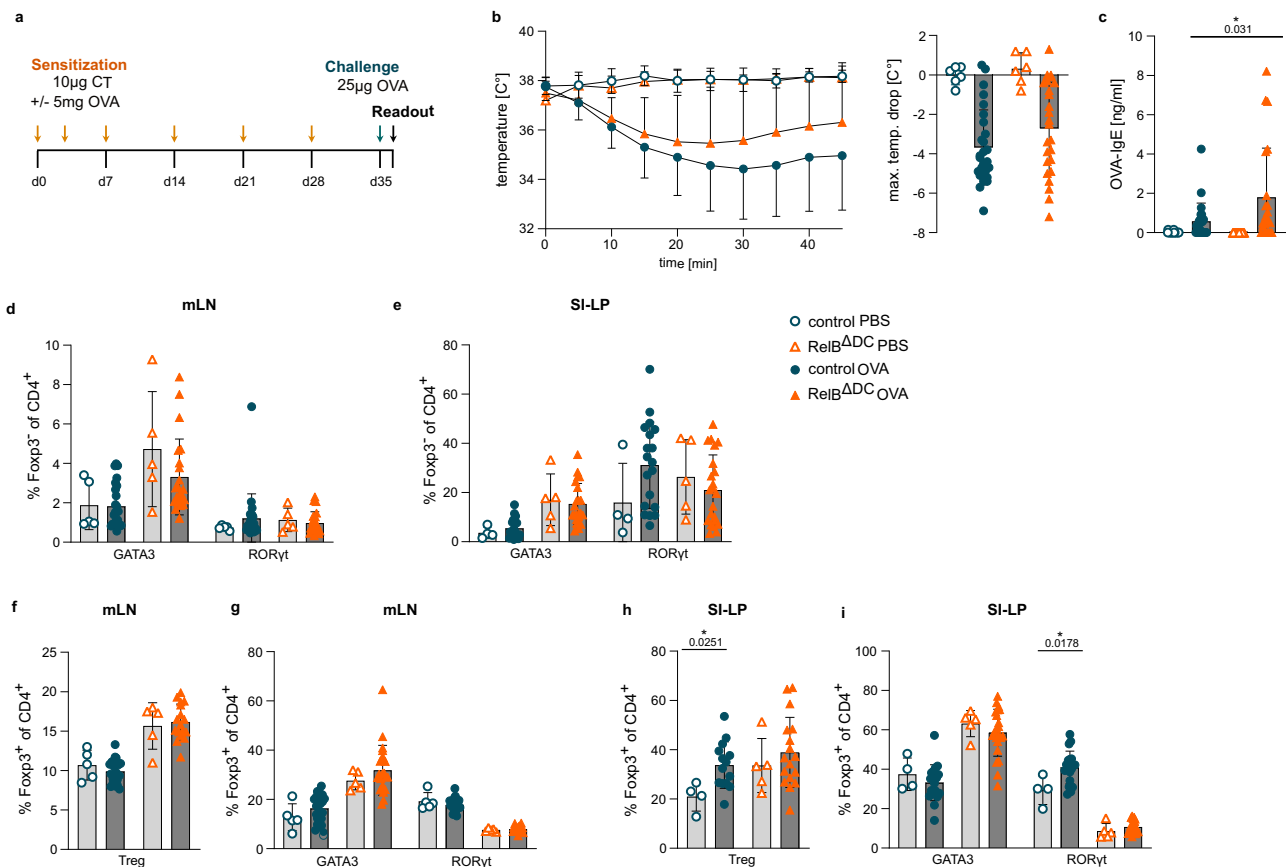 a
Sensitization
10µg CT
+/- 5mg OVA
Challenge
25µg OVA
Readout
d0
d7
d14
d21
d28
d35
b
temperature [C°]
40
38
36
34
32
0
10
20
30
40
time [min]
max. temp. drop [C°]
2
0
-2
-4
-6
-8
c
*
0.031
OVA-IgE [ng/ml]
10
8
6
4
2
0
d
mLN
% Foxp3⁻ of CD4⁺
10
8
6
4
2
0
GATA3
RORγt
e
SI-LP
% Foxp3⁻ of CD4⁺
80
60
40
20
0
GATA3
RORγt
control PBS
RelB^ΔDC PBS
control OVA
RelB^ΔDC OVA
f
mLN
% Foxp3⁺ of CD4⁺
25
20
15
10
5
0
Treg
g
mLN
% Foxp3⁺ of CD4⁺
80
60
40
20
0
GATA3
RORγt
h
SI-LP
*
0.0251
% Foxp3⁺ of CD4⁺
80
60
40
20
0
Treg
i
SI-LP
*
0.0178
% Foxp3⁺ of CD4⁺
100
80
60
40
20
0
GATA3
RORγt